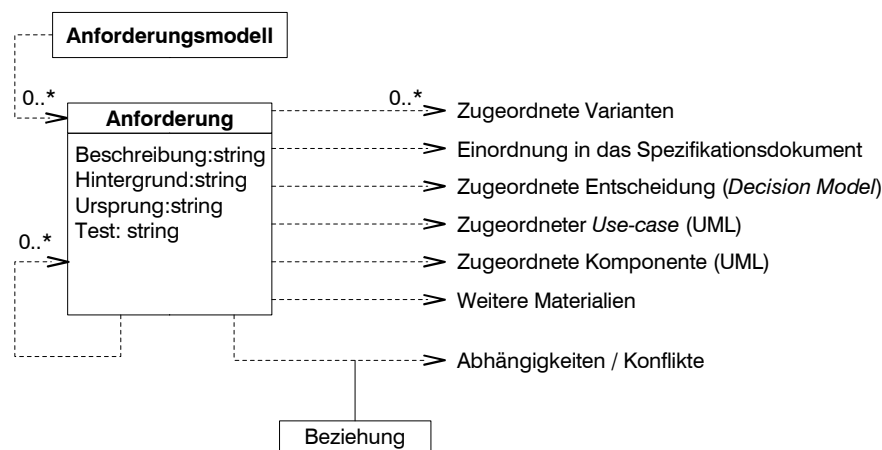 Anforderungsmodell
0..*
0..*
Anforderung
Zugeordnete Varianten
Beschreibung:string
Einordnung in das Spezifikationsdokument
Hintergrund:string
Zugeordnete Entscheidung (Decision Model)
Ursprung:string
Zugeordneter Use-case (UML)
Test: string
0..*
Zugeordnete Komponente (UML)
Weitere Materialien
Abhängigkeiten / Konflikte
Beziehung